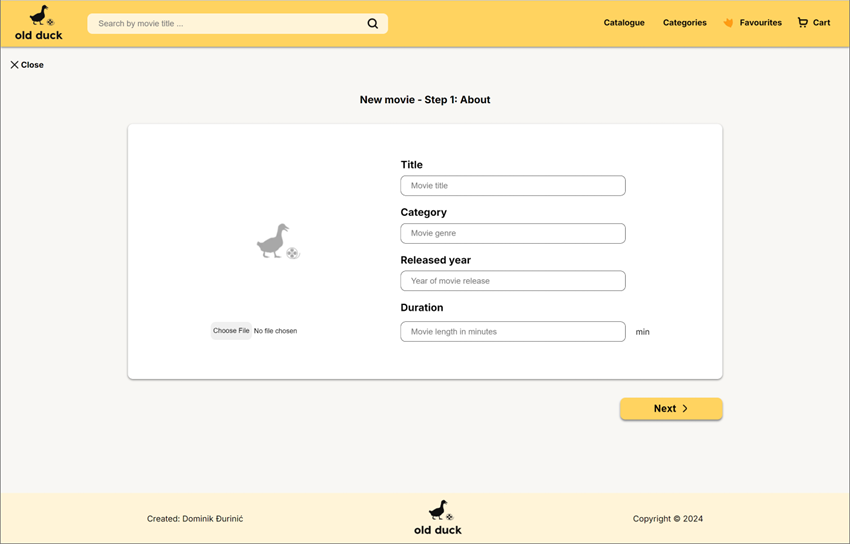 old duck
Search by movie title ...
Catalogue
Categories
Favourites
Cart
Close
New movie - Step 1: About
Title
Movie title
Category
Movie genre
Released year
Year of movie release
Duration
Movie length in minutes
min
Choose File No file chosen
Next
Created: Dominik Đurinić
old duck
Copyright © 2024